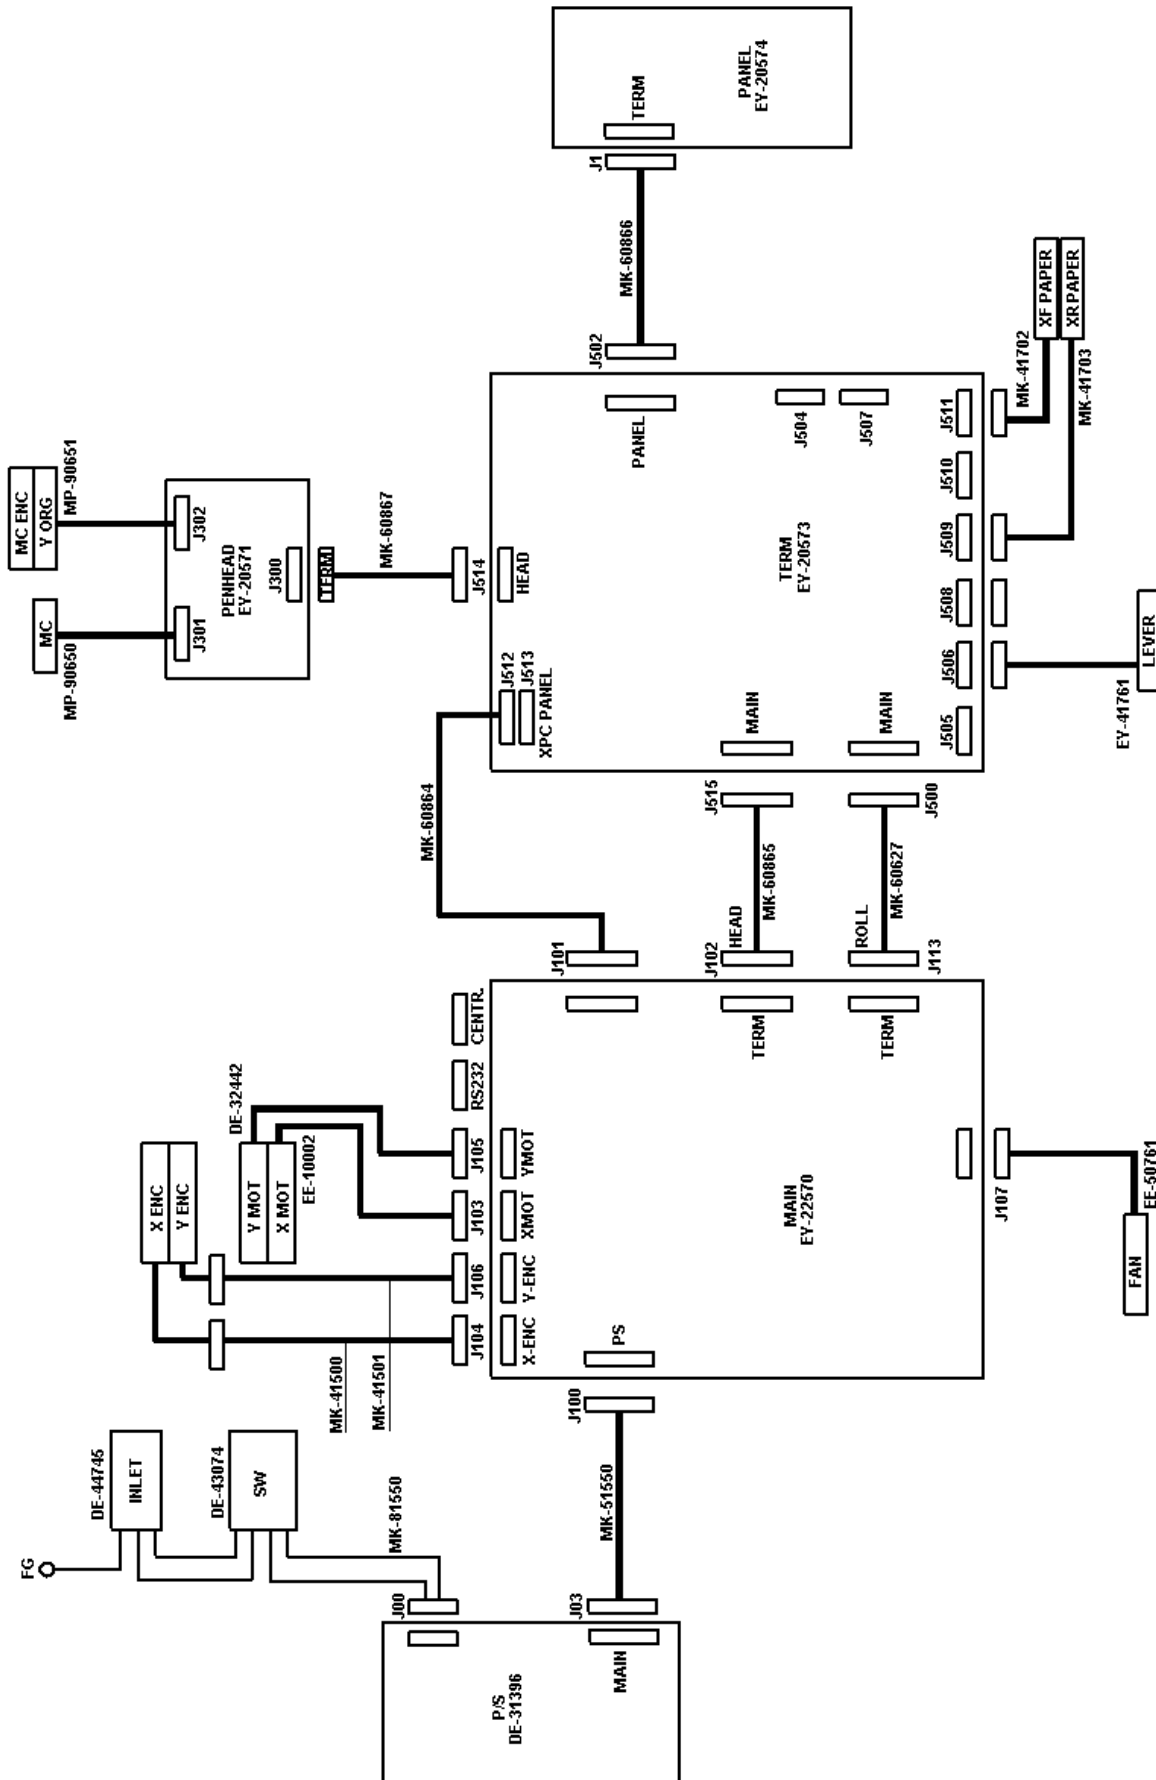 FG
DE-44745
INLET
DE-43074
SW
MK-81550
J00
P/S
DE-31396
MAIN
J03
MK-51550
J100
PS
MK-41500
MK-41501
X ENC
Y ENC
DE-32442
Y MOT
X MOT
EE-10002
J104
J106
J103
J105
RS232
CENTR.
X-ENC
Y-ENC
XMOT
YMOT
MAIN
EY-22570
TERM
TERM
J107
FAN
EE-50761
J101
J102
HEAD
ROLL
J113
MK-60864
MK-60865
MK-60627
J515
J500
MC
MP-90650
MC ENC
Y ORG
MP-90651
J301
J302
PENHEAD
EY-20571
J300
TERM
MK-60867
J514
HEAD
J512
J513
XPC PANEL
MAIN
MAIN
TERM
EY-20573
PANEL
J504
J507
J505
J506
J508
J509
J510
J511
EY-41761
LEVER
MK-41702
MK-41703
XF PAPER
XR PAPER
J502
MK-60866
J1
TERM
PANEL
EY-20574